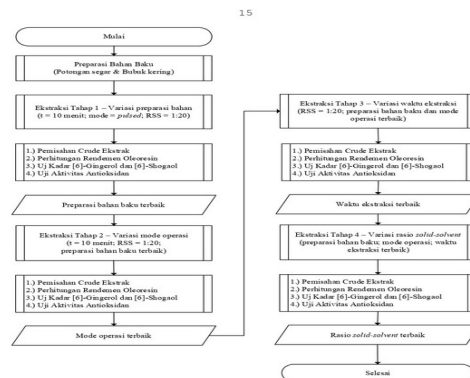 15
Mulai
Preparasi Bahan Baku
(Potongan segar & Bubuk kering)
Ekstraksi Tahap 1 – Variasi preparasi bahan
(t = 10 menit; mode = pulsed; RSS = 1:20)
1.) Pemisahan Crude Ekstrak
2.) Perhitungan Rendemen Oleoresin
3.) Uj Kadar [6]-Gingerol dan [6]-Shogaol
4.) Uji Aktivitas Antioksidan
Preparasi bahan baku terbaik
Ekstraksi Tahap 2 – Variasi mode operasi
(t = 10 menit; RSS = 1:20;
preparasi bahan baku terbaik)
1.) Pemisahan Crude Ekstrak
2.) Perhitungan Rendemen Oleoresin
3.) Uj Kadar [6]-Gingerol dan [6]-Shogaol
4.) Uji Aktivitas Antioksidan
Mode operasi terbaik
Ekstraksi Tahap 3 – Variasi waktu ekstraksi
(RSS = 1:20; preparasi bahan baku dan mode
operasi terbaik)
1.) Pemisahan Crude Ekstrak
2.) Perhitungan Rendemen Oleoresin
3.) Uj Kadar [6]-Gingerol dan [6]-Shogaol
4.) Uji Aktivitas Antioksidan
Waktu ekstraksi terbaik
Ekstraksi Tahap 4 – Variasi rasio solid-solvent
(preparasi bahan baku; mode operasi; waktu
ekstraksi terbaik)
1.) Pemisahan Crude Ekstrak
2.) Perhitungan Rendemen Oleoresin
3.) Uj Kadar [6]-Gingerol dan [6]-Shogaol
4.) Uji Aktivitas Antioksidan
Rasio solid-solvent terbaik
Selesai